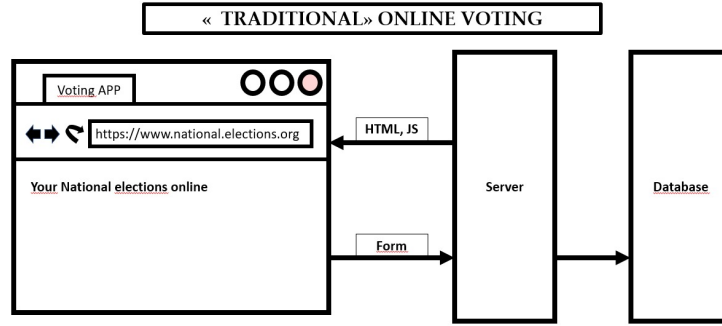 « TRADITIONAL» ONLINE VOTING
Voting APP
https://www.national.elections.org
HTML, JS
Your National elections online
Server
Database
Form